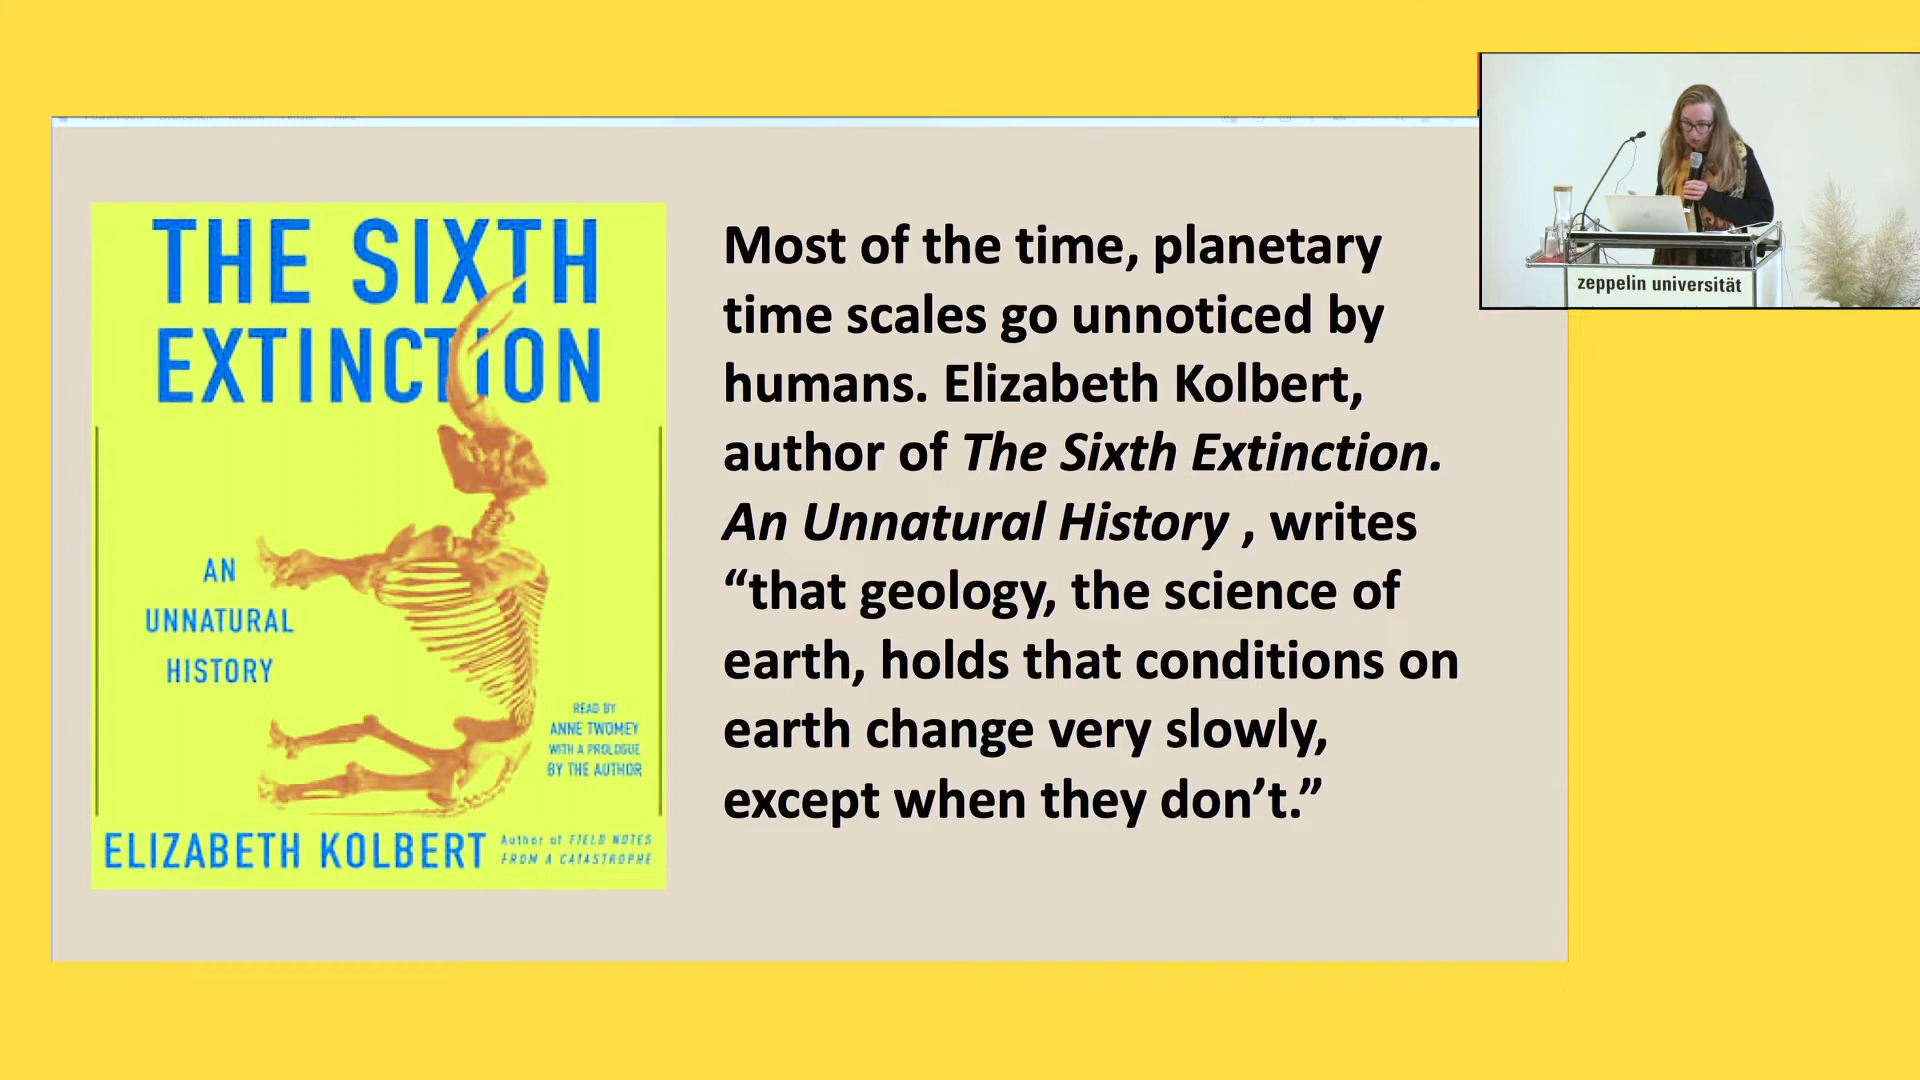 THE SIXTH
EXTINCTION
AN
UNNATURAL
HISTORY
READ BY
ANNE TWOMEY
WITH A PROLOGUE
BY THE AUTHOR
ELIZABETH KOLBERT
Author of FIELD NOTES
FROM A CATASTROPHE
Most of the time, planetary
time scales go unnoticed by
humans. Elizabeth Kolbert,
author of The Sixth Extinction.
An Unnatural History , writes
“that geology, the science of
earth, holds that conditions on
earth change very slowly,
except when they don’t.”
zeppelin universität